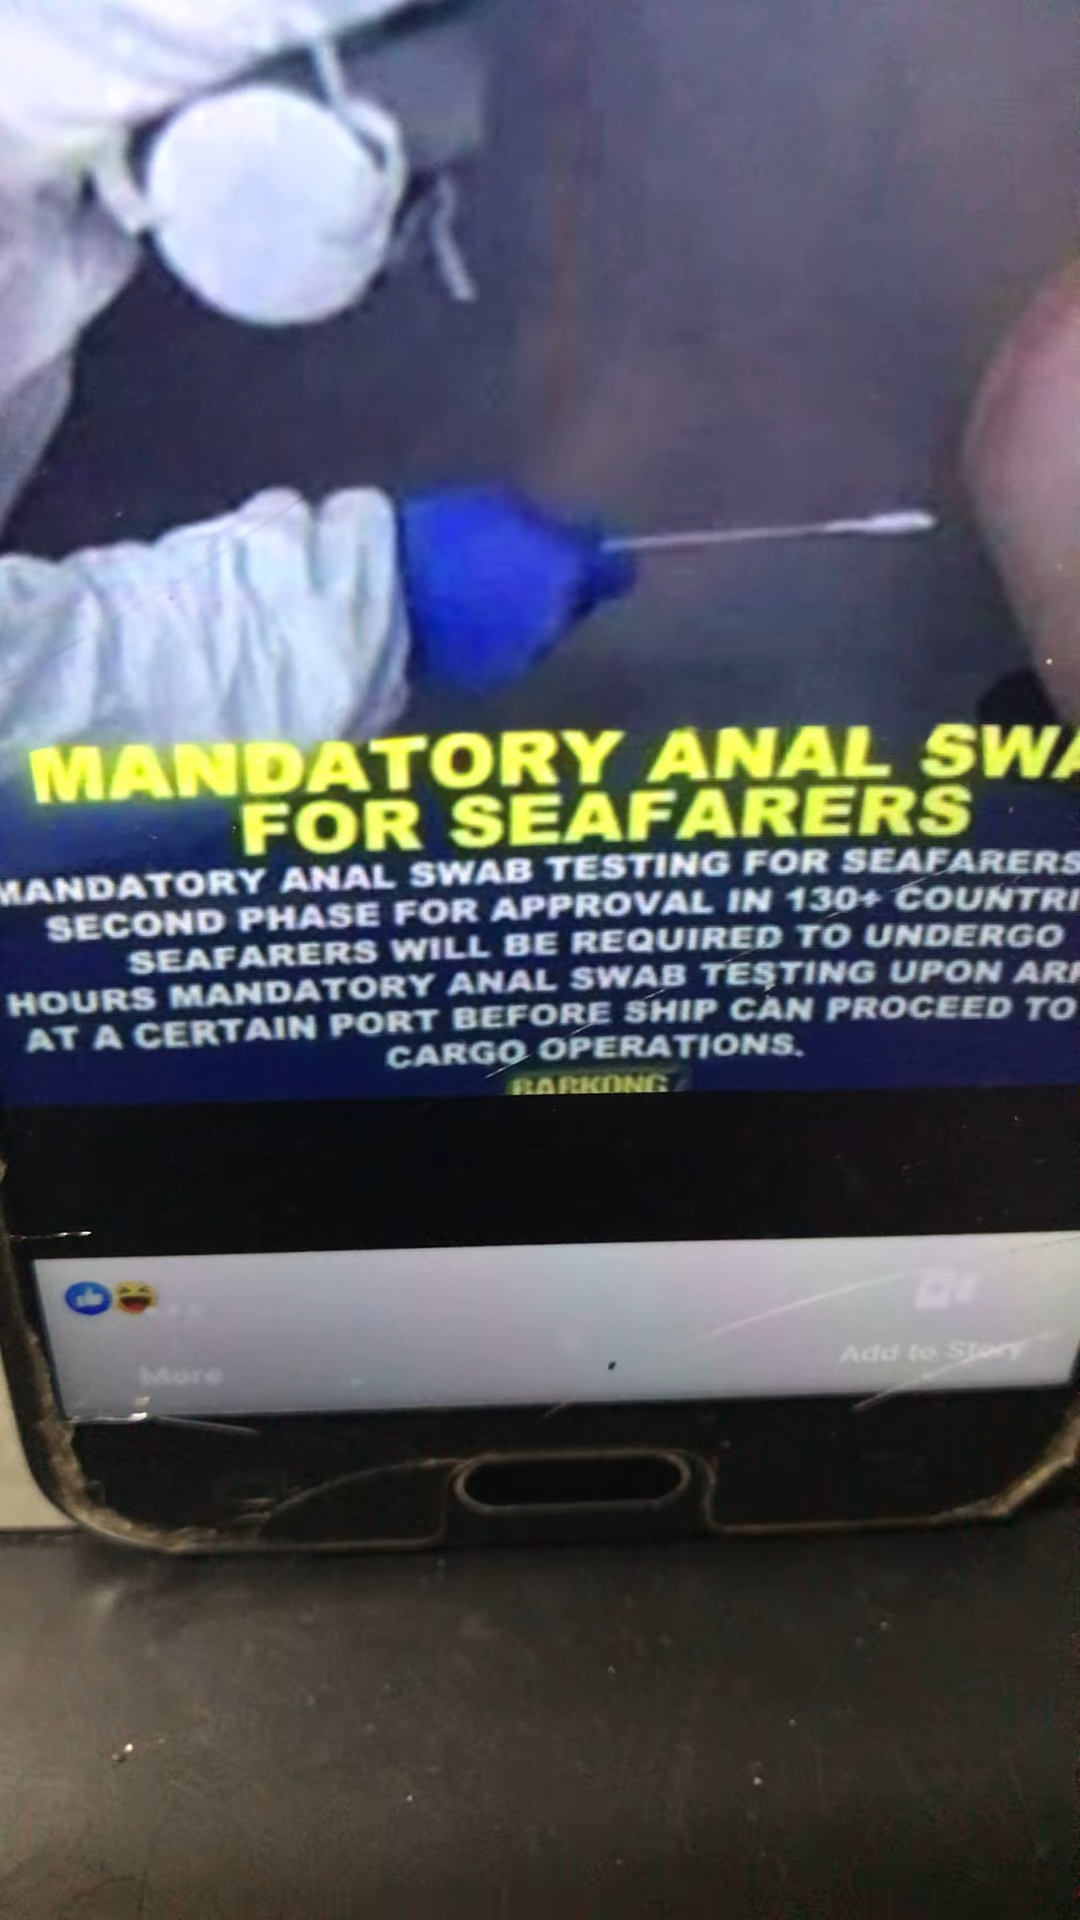 MANDATORY ANAL SWA
FOR SEAFARERS
MANDATORY ANAL SWAB TESTING FOR SEAFARERS
SECOND PHASE FOR APPROVAL IN 130+ COUNTRI
SEAFARERS WILL BE REQUIRED TO UNDERGO
HOURS MANDATORY ANAL SWAB TESTING UPON ARR
AT A CERTAIN PORT BEFORE SHIP CAN PROCEED TO
CARGO OPERATIONS.
BARKONG
More
Add to Story